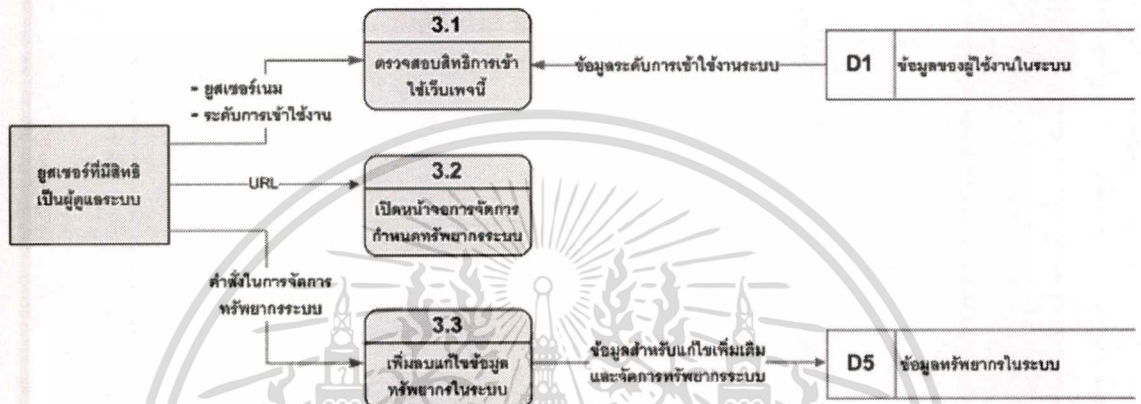 3.1
ตรวจสอบสิทธิการเข้า
ใช้เว็บเพจนี้
ข้อมูลระดับการเข้าใช้งานระบบ
D1
ข้อมูลของผู้ใช้งานในระบบ
- ยูสเซอร์เนม
- ระดับการเข้าใช้งาน
ยูสเซอร์ที่มีสิทธิ
เป็นผู้ดูแลระบบ
URL
3.2
เปิดหน้าจอการจัดการ
กำหนดทรัพยากรระบบ
คำสั่งในการจัดการ
ทรัพยากรระบบ
3.3
เพิ่มลบแก้ไขข้อมูล
ทรัพยากรในระบบ
ข้อมูลสำหรับแก้ไขเพิ่มเติม
และจัดการทรัพยากรระบบ
D5
ข้อมูลทรัพยากรในระบบ